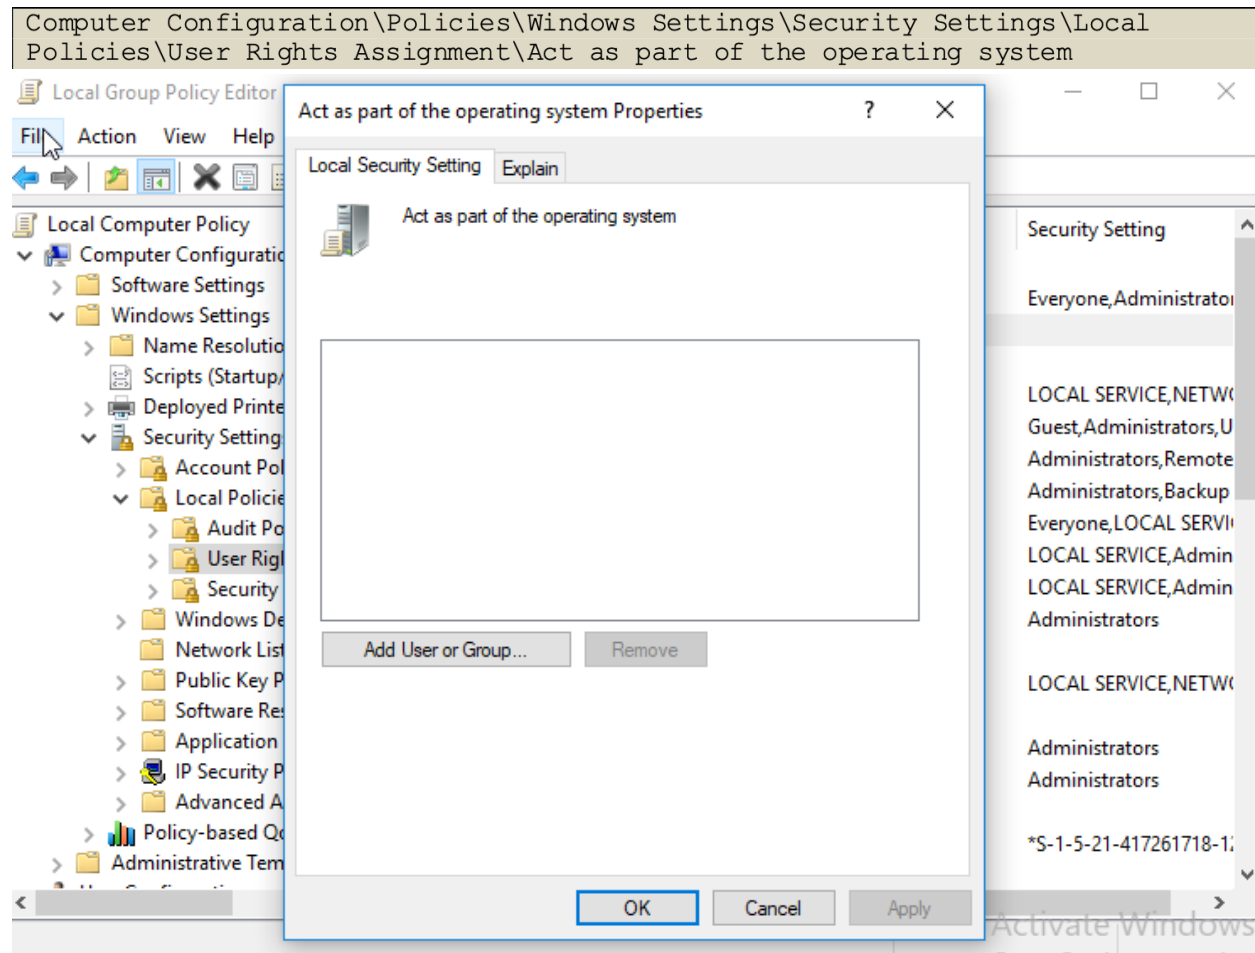 Computer Configuration\Policies\Windows Settings\Security Settings\Local
Policies\User Rights Assignment\Act as part of the operating system
Local Group Policy Editor
File Action View Help
Act as part of the operating system Properties
? 
Local Security Setting Explain
Act as part of the operating system
Add User or Group... Remove
OK Cancel Apply
Local Computer Policy
Computer Configuratio
Software Settings
Windows Settings
Name Resolutio
Scripts (Startup/
Deployed Printe
Security Setting
Account Pol
Local Policie
Audit Po
User Righ
Security
Windows De
Network List
Public Key P
Software Res
Application
IP Security P
Advanced A
Policy-based Qo
Administrative Tem
Security Setting
Everyone,Administrator
LOCAL SERVICE,NETWO
Guest,Administrators,U
Administrators,Remote
Administrators,Backup
Everyone,LOCAL SERVI
LOCAL SERVICE,Admin
LOCAL SERVICE,Admin
Administrators
LOCAL SERVICE,NETWO
Administrators
Administrators
*S-1-5-21-417261718-12
Activate Windows